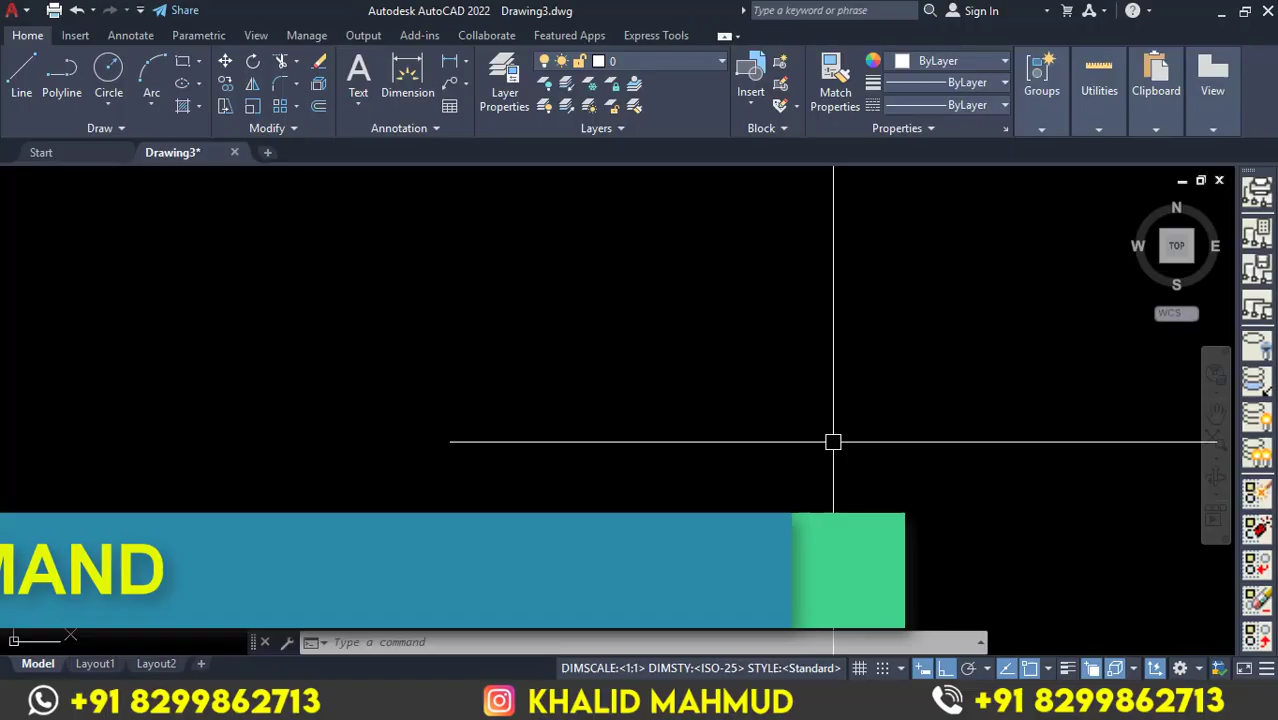 Share
Autodesk AutoCAD 2022 Drawing3.dwg
Type a keyword or phrase
Sign In
Home Insert Annotate Parametric View Manage Output Add-ins Collaborate Featured Apps Express Tools
Line Polyline Circle Arc
Text Dimension
Layer Properties
0
Insert
Match Properties
ByLayer
ByLayer
ByLayer
Groups Utilities Clipboard View
Draw Modify Annotation Layers Block Properties
Start Drawing3*
N
W TOP E
S
WCS
MAND
X
Type a command
Model Layout1 Layout2
DIMSCALE:<1:1> DIMSTY:<ISO-25> STYLE:<Standard>
+91 8299862713 KHALID MAHMUD +91 8299862713